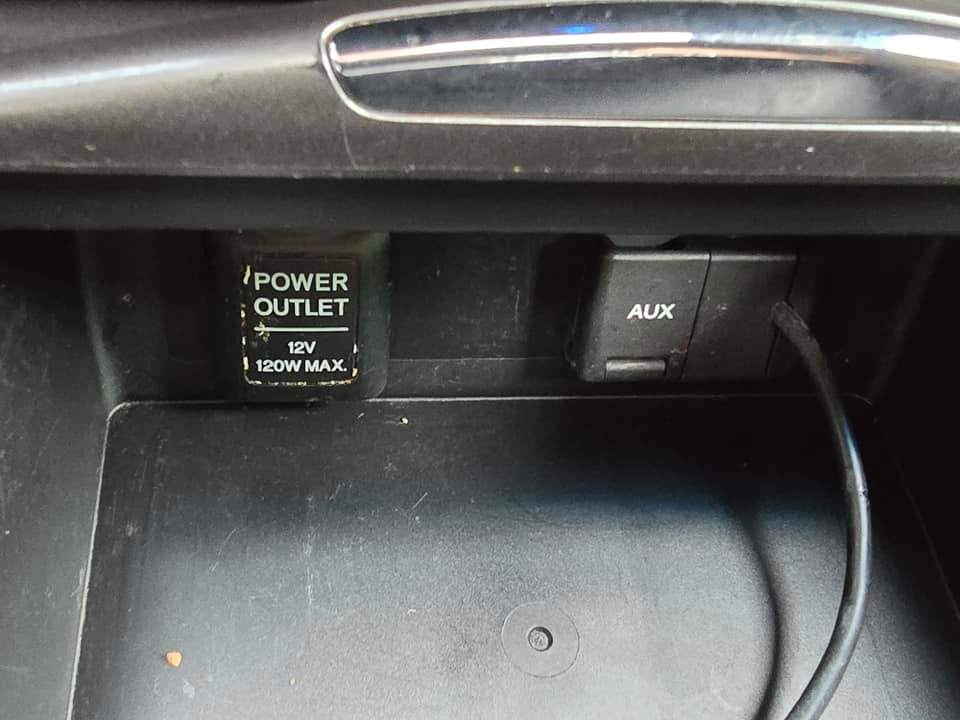 POWER
OUTLET
12V
120W MAX.
AUX